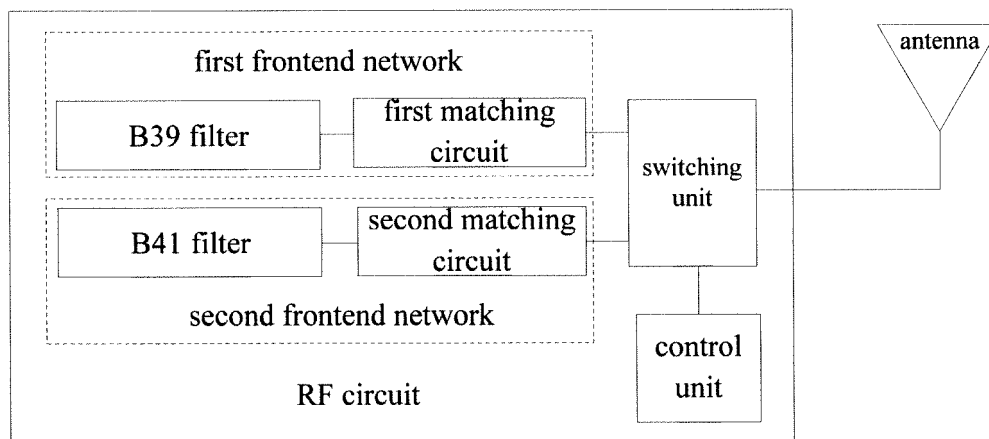 first frontend network
B39 filter
first matching
circuit
B41 filter
second matching
circuit
second frontend network
switching
unit
control
unit
RF circuit
antenna